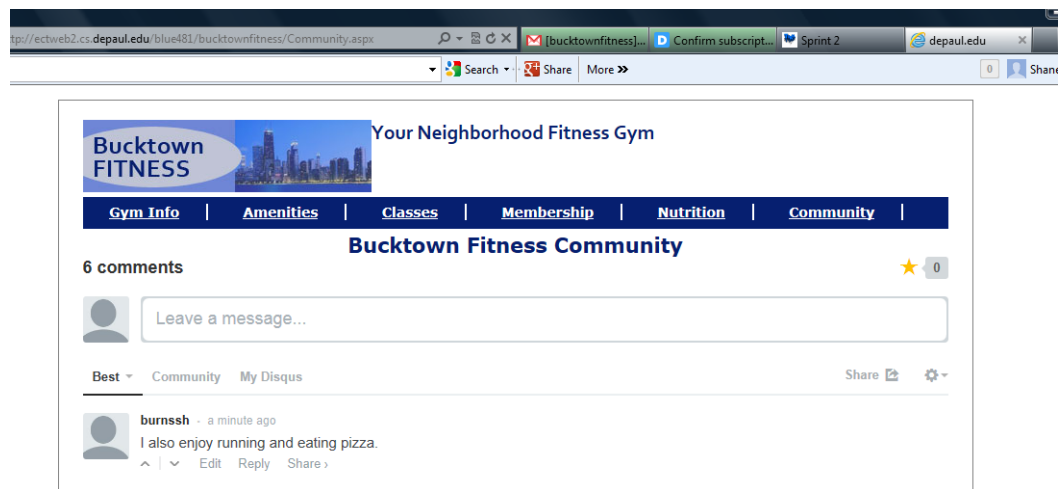 tp://ectweb2.cs.depaul.edu/blue481/bucktownfitness/Community.aspx [bucktownfitness]... Confirm subscript... Sprint 2 depaul.edu
Search Share More » 0 Shane
Bucktown
FITNESS
Your Neighborhood Fitness Gym
Gym Info | Amenities | Classes | Membership | Nutrition | Community |
Bucktown Fitness Community
6 comments 0
Leave a message...
Best Community My Disqus Share
burnssh - a minute ago
I also enjoy running and eating pizza.
Edit Reply Share ›